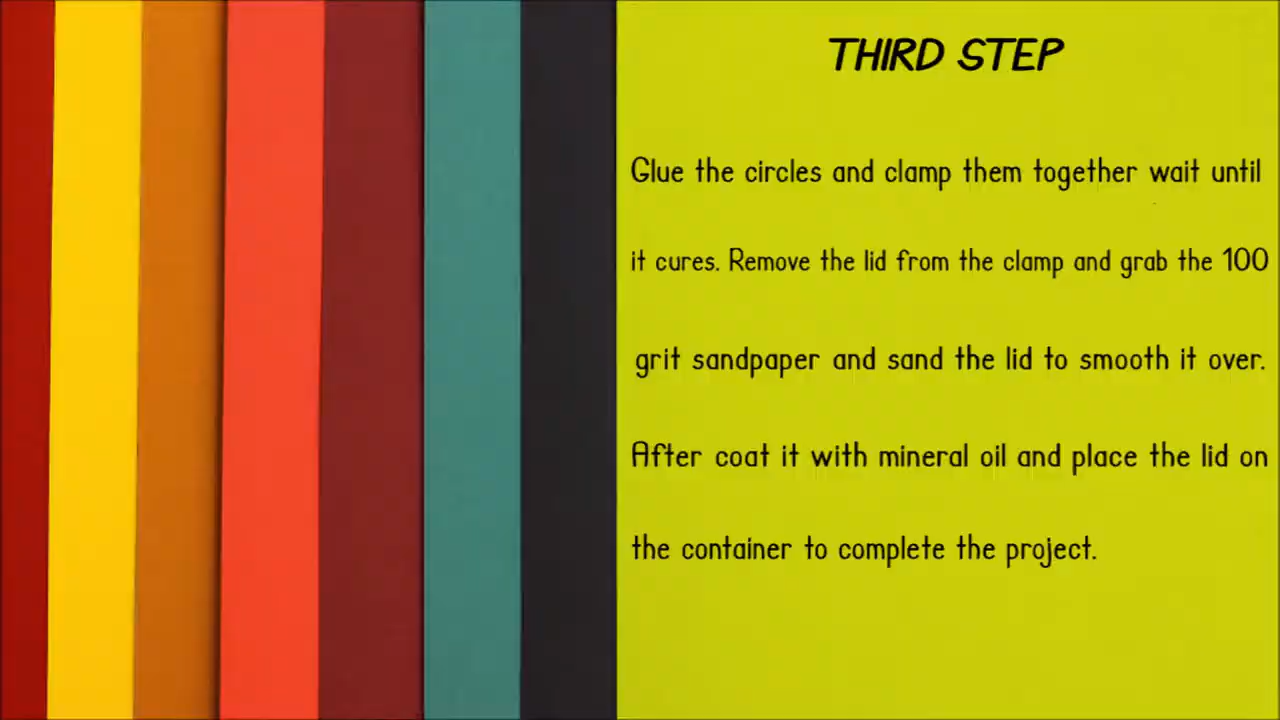 THIRD STEP
Glue the circles and clamp them together wait until
it cures. Remove the lid from the clamp and grab the 100
grit sandpaper and sand the lid to smooth it over.
After coat it with mineral oil and place the lid on
the container to complete the project.